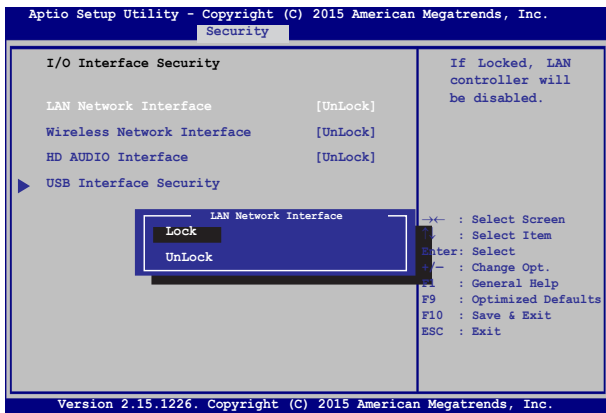 Aptio Setup Utility - Copyright (C) 2015 American Megatrends, Inc.
Security
I/O Interface Security
LAN Network Interface [UnLock]
Wireless Network Interface [UnLock]
HD AUDIO Interface [UnLock]
USB Interface Security
If Locked, LAN
controller will
be disabled.
LAN Network Interface
Lock
UnLock
→← : Select Screen
↑↓ : Select Item
Enter: Select
+/− : Change Opt.
F1 : General Help
F9 : Optimized Defaults
F10 : Save & Exit
ESC : Exit
Version 2.15.1226. Copyright (C) 2015 American Megatrends, Inc.